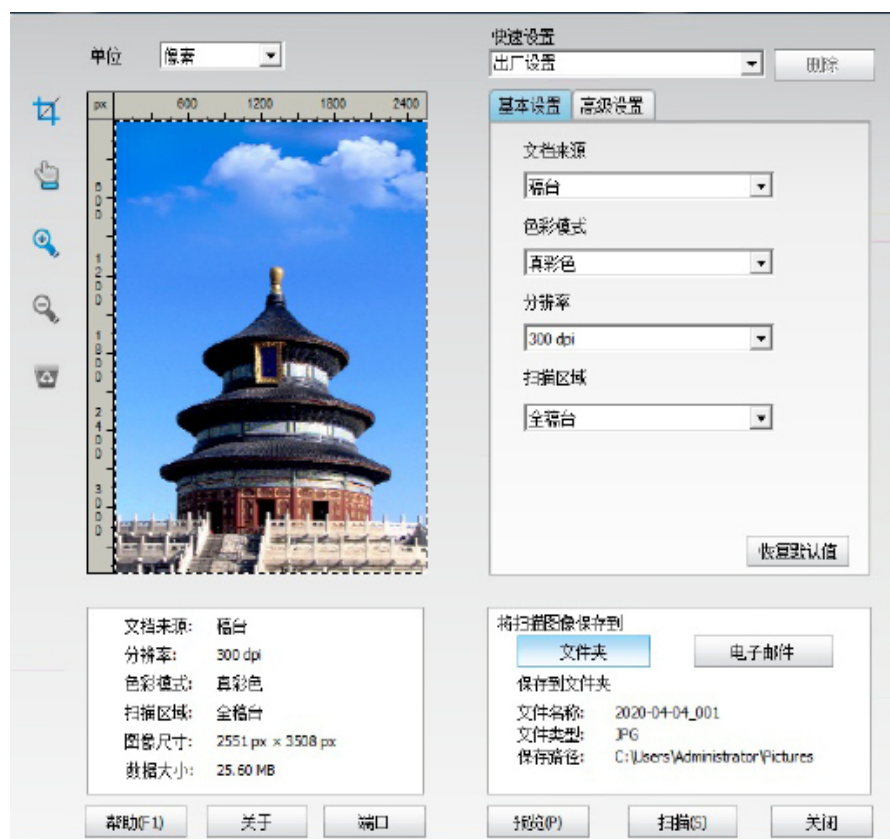 单位 像素
快速设置
出厂设置 删除
基本设置 高级设置
px 600 1200 1800 2400
600
1200
1800
2400
3000
文档来源
稿台
色彩模式
真彩色
分辨率
300 dpi
扫描区域
全稿台
恢复默认值
文档来源: 稿台
分辨率: 300 dpi
色彩模式: 真彩色
扫描区域: 全稿台
图像尺寸: 2551 px × 3508 px
数据大小: 25.60 MB
将扫描图像保存到
文件夹 电子邮件
保存到文件夹
文件名称: 2020-04-04_001
文件类型: JPG
保存路径: C:\Users\Administrator\Pictures
帮助(F1) 关于 端口 预览(P) 扫描(S) 关闭